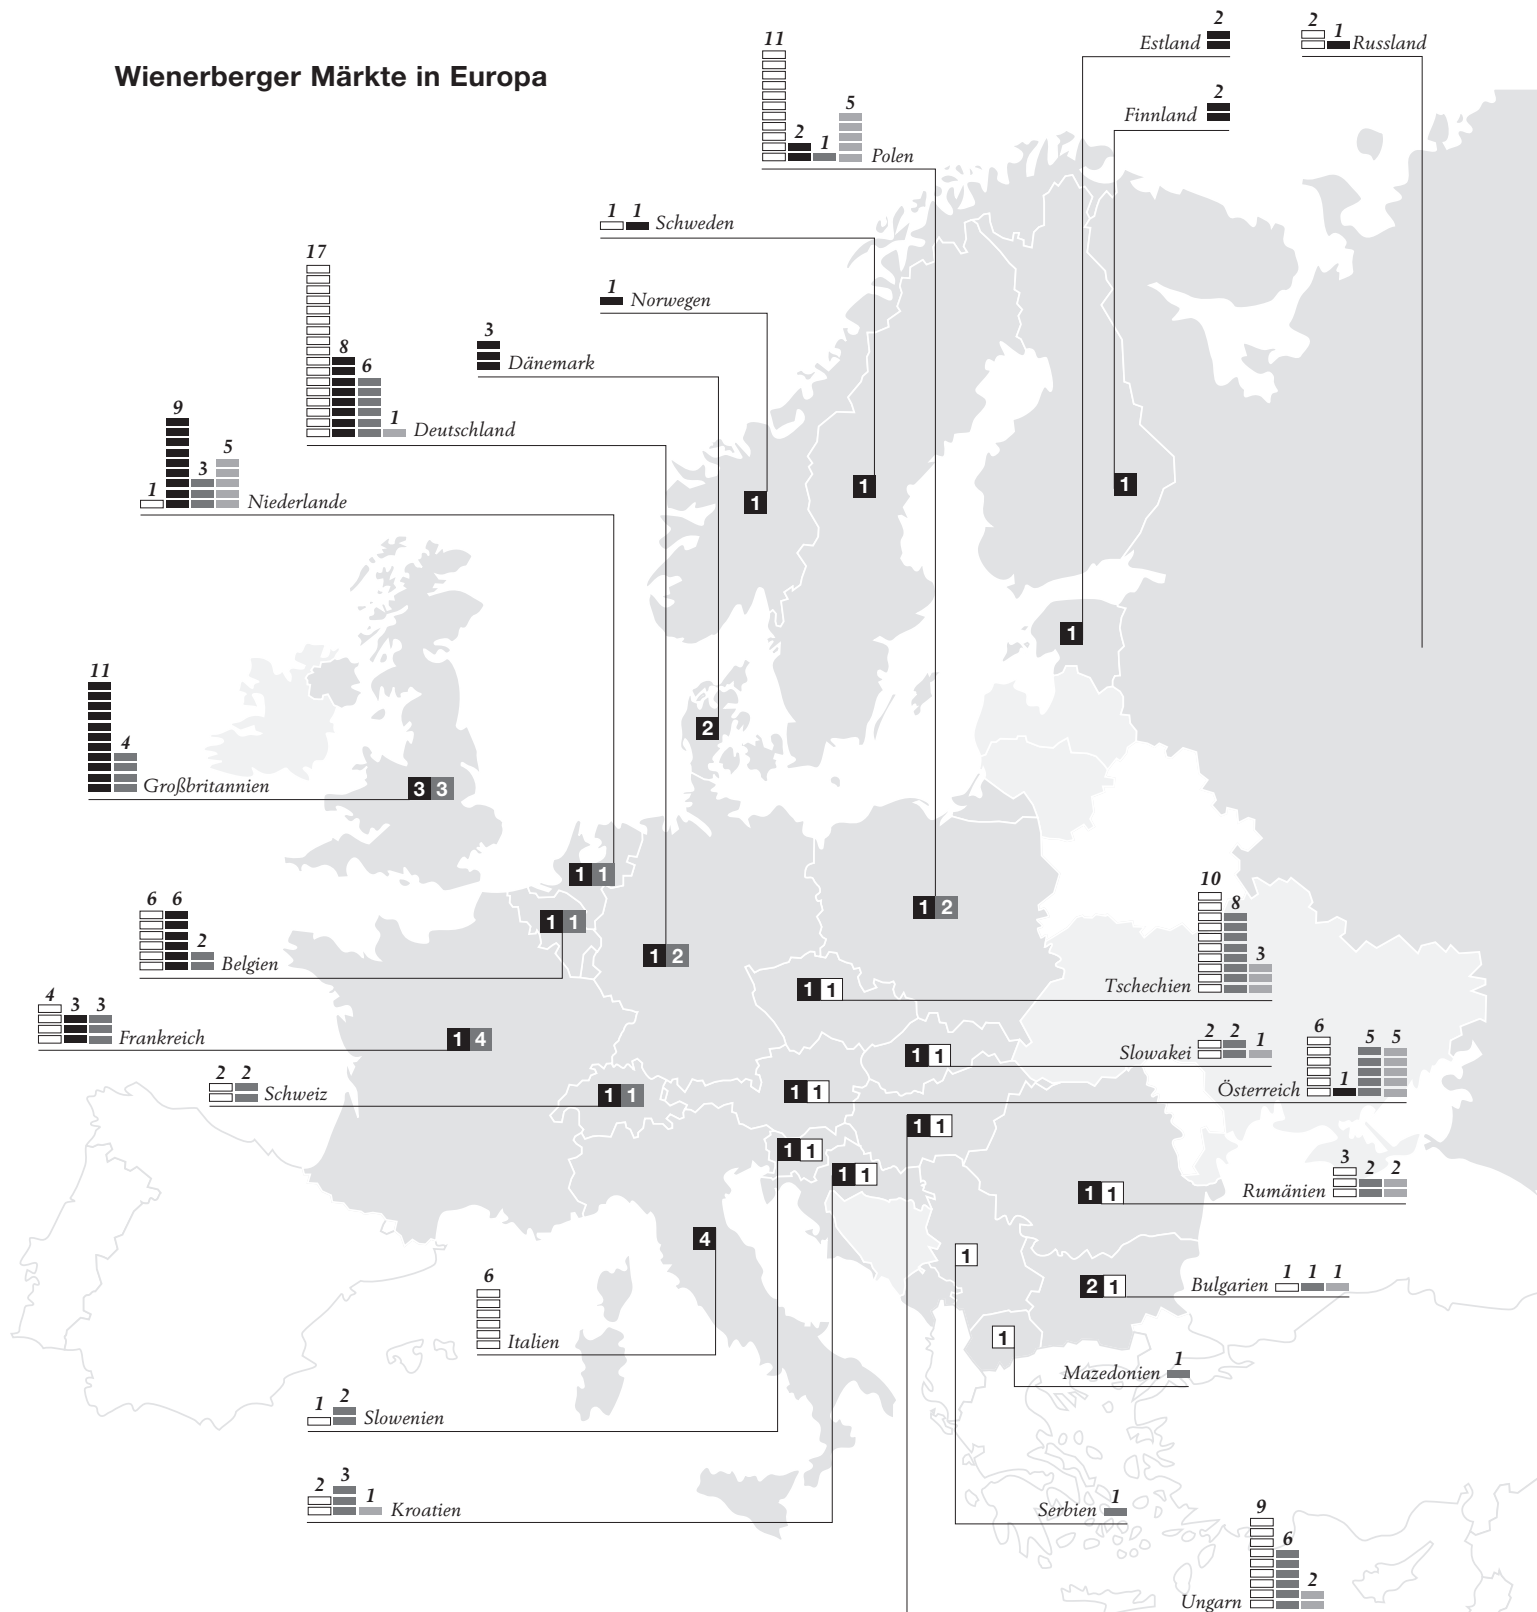 Wienerberger Märkte in Europa
2
Estland
2 1
Russland
2
Finnland
11 2 1 5
Polen
1 1
Schweden
1
Norwegen
3
Dänemark
17 8 6 1
Deutschland
1 9 3 5
Niederlande
11 4
Großbritannien
6 6 2
Belgien
4 3 3
Frankreich
2 2
Schweiz
6
Italien
1 2
Slowenien
2 3 1
Kroatien
10 8 3
Tschechien
2 2 1
Slowakei
6 1 5 5
Österreich
3 2 2
Rumänien
1 1 1
Bulgarien
1
Mazedonien
1
Serbien
9 6 2
Ungarn
1
1
1
1
2
3 3
1 1
1 1
1 2
1 2
1 1
1 4
1 1
1 1
1 1
1 1
1 1
1 1
1 1
4
1
2 1
1